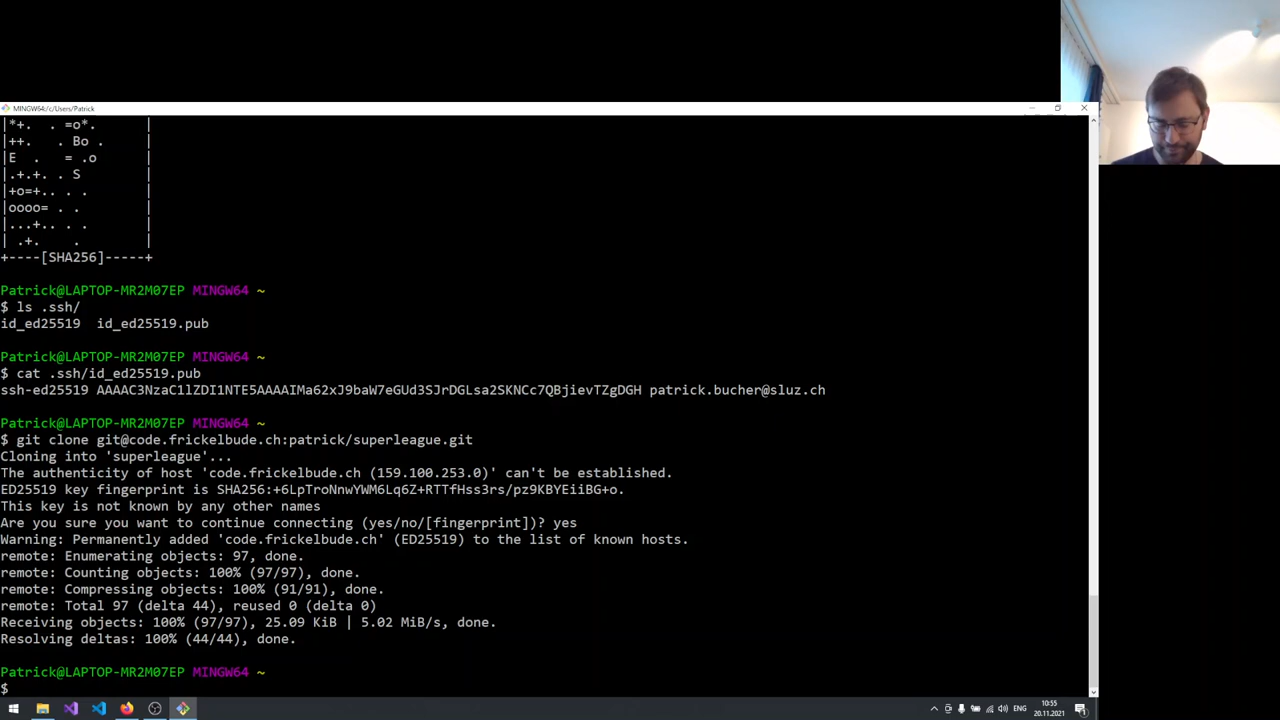 MINGW64:/c/Users/Patrick
|*+.  . =o*.      |
|++.   . Bo .     |
|E  .   = .o      |
|.+.+. . S        |
|+o=+.. . .       |
|oooo= . .        |
|...+.. . .       |
| .+.    .        |
+----[SHA256]-----+
Patrick@LAPTOP-MR2M07EP MINGW64 ~
$ ls .ssh/
id_ed25519  id_ed25519.pub
Patrick@LAPTOP-MR2M07EP MINGW64 ~
$ cat .ssh/id_ed25519.pub
ssh-ed25519 AAAAC3NzaC1lZDI1NTE5AAAAIMa62xJ9baW7eGUd3SJrDGLsa2SKNCc7QBjievTZgDGH patrick.bucher@sluz.ch
Patrick@LAPTOP-MR2M07EP MINGW64 ~
$ git clone git@code.frickelbude.ch:patrick/superleague.git
Cloning into 'superleague'...
The authenticity of host 'code.frickelbude.ch (159.100.253.0)' can't be established.
ED25519 key fingerprint is SHA256:+6LpTroNnwYWM6Lq6Z+RTTfHss3rs/pz9KBYEiiBG+o.
This key is not known by any other names
Are you sure you want to continue connecting (yes/no/[fingerprint])? yes
Warning: Permanently added 'code.frickelbude.ch' (ED25519) to the list of known hosts.
remote: Enumerating objects: 97, done.
remote: Counting objects: 100% (97/97), done.
remote: Compressing objects: 100% (91/91), done.
remote: Total 97 (delta 44), reused 0 (delta 0)
Receiving objects: 100% (97/97), 25.09 KiB | 5.02 MiB/s, done.
Resolving deltas: 100% (44/44), done.
Patrick@LAPTOP-MR2M07EP MINGW64 ~
$
ENG
10:55
20.11.2021